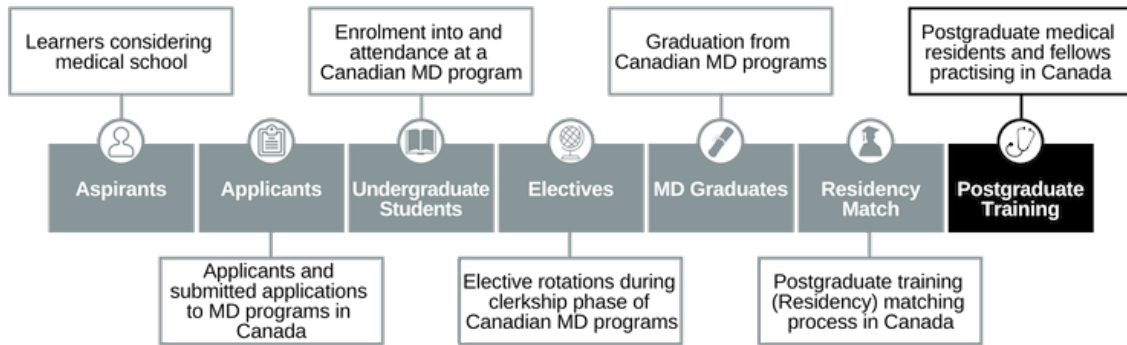 Learners considering
medical school
Enrolment into and
attendance at a
Canadian MD program
Graduation from
Canadian MD programs
Postgraduate medical
residents and fellows
practising in Canada
Aspirants
Applicants
Undergraduate
Students
Electives
MD Graduates
Residency
Match
Postgraduate
Training
Applicants and
submitted applications
to MD programs in
Canada
Elective rotations during
clerkship phase of
Canadian MD programs
Postgraduate training
(Residency) matching
process in Canada